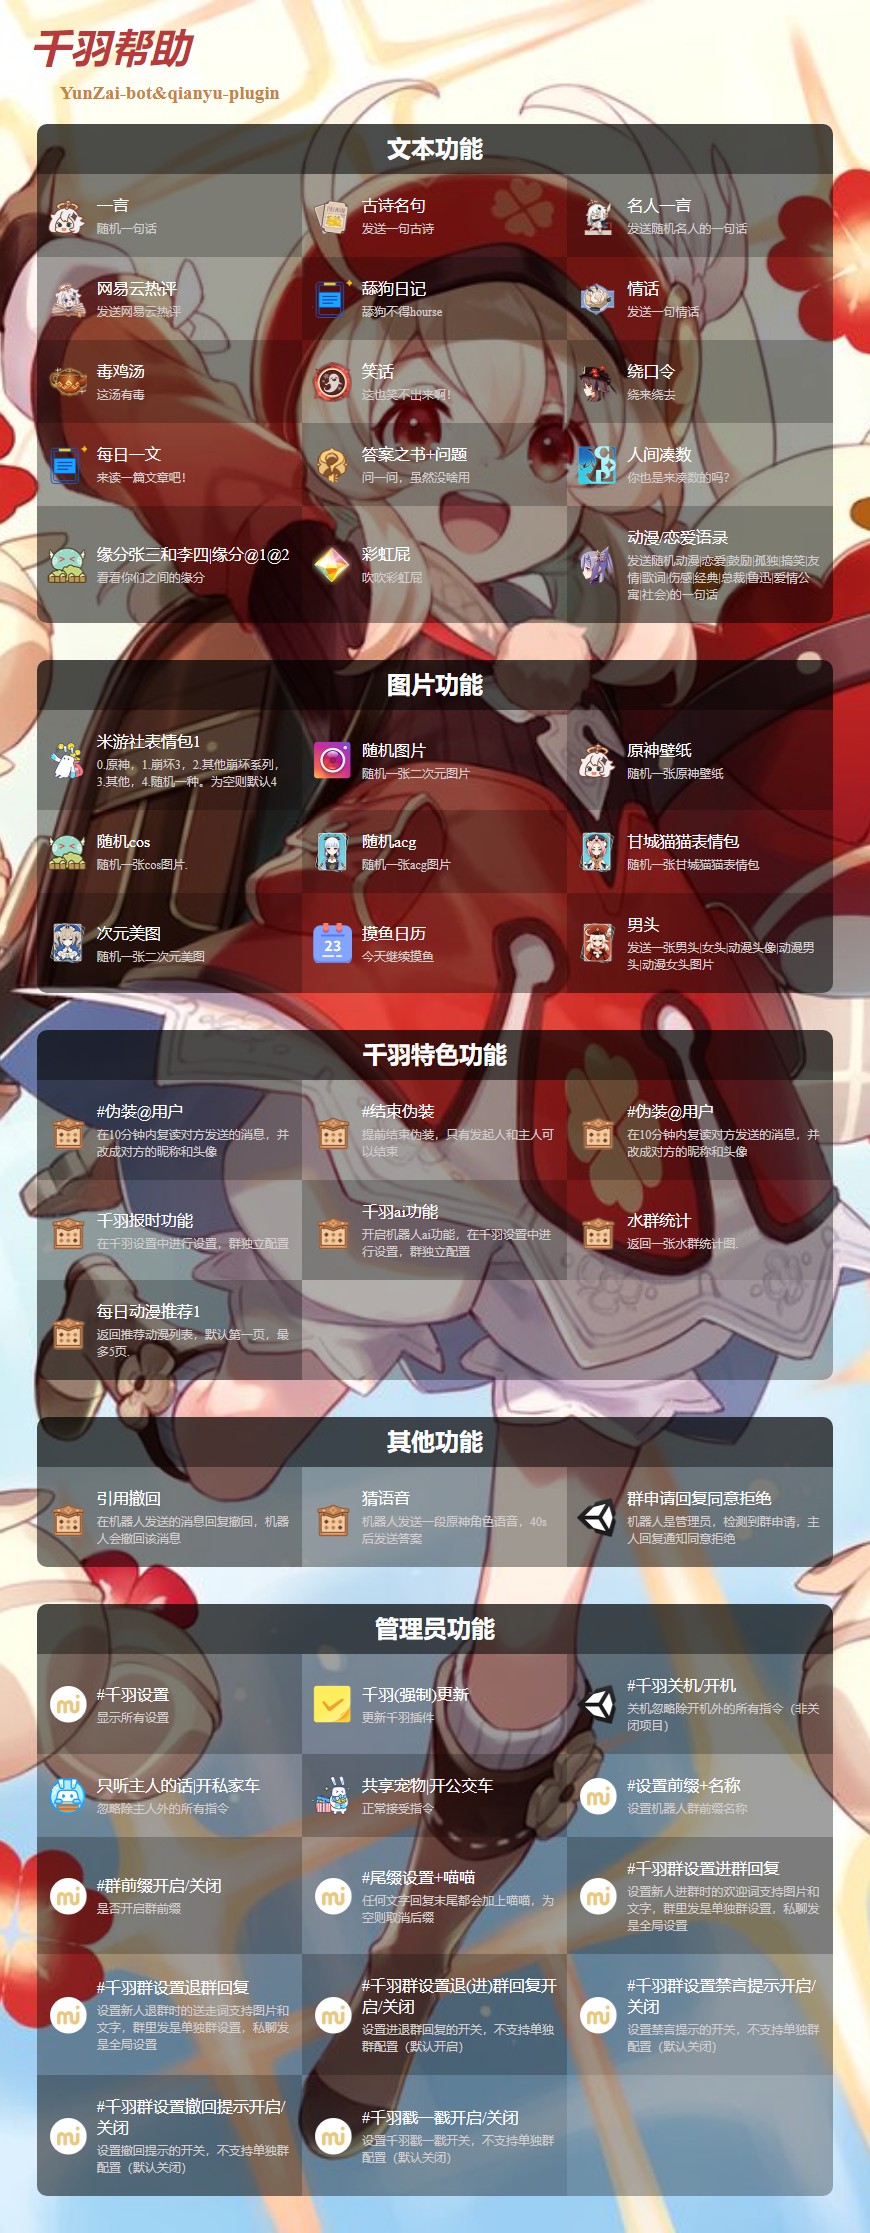 千羽帮助
YunZai-bot&qianyu-plugin
文本功能
一言
随机一句话
古诗名句
发送一句古诗
名人一言
发送随机名人的一句话
网易云热评
发送网易云热评
舔狗日记
舔狗不得hourse
情话
发送一句情话
毒鸡汤
这汤有毒
笑话
这也笑不出来啊！
绕口令
绕来绕去
每日一文
来读一篇文章吧！
答案之书+问题
问一问，虽然没啥用
人间凑数
你也是来凑数的吗？
缘分张三和李四|缘分@1@2
看看你们之间的缘分
彩虹屁
吹吹彩虹屁
动漫/恋爱语录
发送随机动漫|恋爱|鼓励|孤独|搞笑|友
情|歌词|伤感|经典|总裁|鲁迅|爱情公
寓|社会)的一句话
图片功能
米游社表情包1
0.原神，1.崩坏3，2.其他崩坏系列，
3.其他，4.随机一种。为空则默认4
随机图片
随机一张二次元图片
原神壁纸
随机一张原神壁纸
随机cos
随机一张cos图片.
随机acg
随机一张acg图片
甘城猫猫表情包
随机一张甘城猫猫表情包
次元美图
随机一张二次元美图
23
摸鱼日历
今天继续摸鱼
男头
发送一张男头|女头|动漫头像|动漫男
头|动漫女头图片
千羽特色功能
#伪装@用户
在10分钟内复读对方发送的消息，并
改成对方的昵称和头像
#结束伪装
提前结束伪装，只有发起人和主人可
以结束
#伪装@用户
在10分钟内复读对方发送的消息，并
改成对方的昵称和头像
千羽报时功能
在千羽设置中进行设置，群独立配置
千羽ai功能
开启机器人ai功能，在千羽设置中进
行设置，群独立配置
水群统计
返回一张水群统计图.
每日动漫推荐1
返回推荐动漫列表，默认第一页，最
多5页.
其他功能
引用撤回
在机器人发送的消息回复撤回，机器
人会撤回该消息
猜语音
机器人发送一段原神角色语音，40s
后发送答案
群申请回复同意拒绝
机器人是管理员，检测到群申请，主
人回复通知同意拒绝
管理员功能
#千羽设置
显示所有设置
千羽(强制)更新
更新千羽插件
#千羽关机/开机
关机忽略除开机外的所有指令（非关
闭项目）
只听主人的话|开私家车
忽略除主人外的所有指令
共享宠物|开公交车
正常接受指令
#设置前缀+名称
设置机器人群前缀名称
#群前缀开启/关闭
是否开启群前缀
#尾缀设置+喵喵
任何文字回复末尾都会加上喵喵，为
空则取消后缀
#千羽群设置进群回复
设置新人进群时的欢迎词支持图片和
文字，群里发是单独群设置，私聊发
是全局设置
#千羽群设置退群回复
设置新人退群时的送走词支持图片和
文字，群里发是单独群设置，私聊发
是全局设置
#千羽群设置退(进)群回复开
启/关闭
设置进退群回复的开关，不支持单独
群配置（默认开启）
#千羽群设置禁言提示开启/
关闭
设置禁言提示的开关，不支持单独群
配置（默认关闭）
#千羽群设置撤回提示开启/
关闭
设置撤回提示的开关，不支持单独群
配置（默认关闭）
#千羽戳一戳开启/关闭
设置千羽戳一戳开关，不支持单独群
配置（默认关闭）